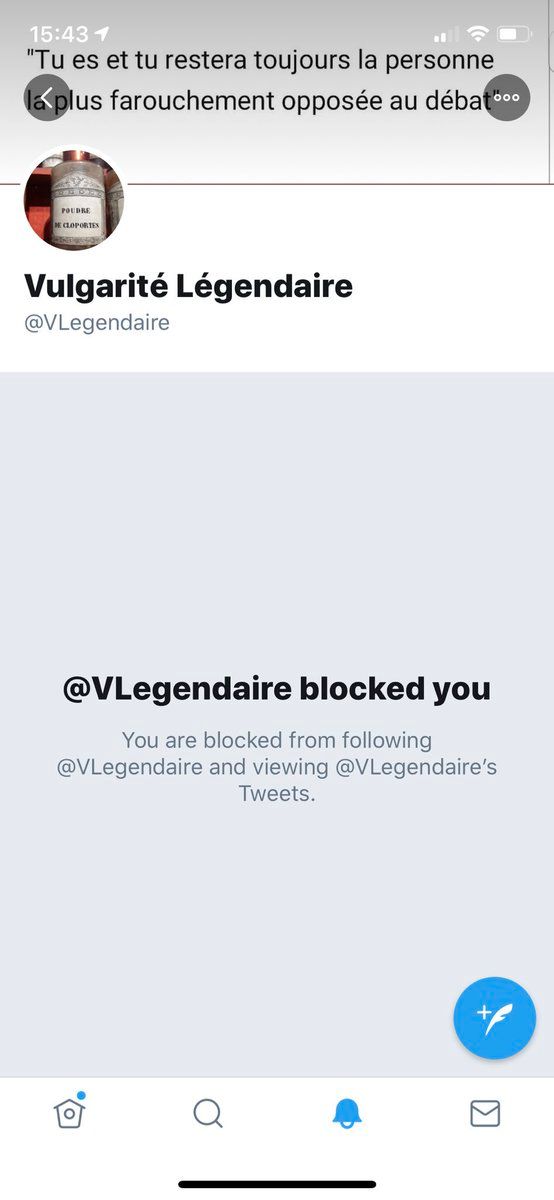 15:43
"Tu es et tu restera toujours la personne
la plus farouchement opposée au débat"
POUDRE
DE CLOPORTES
Vulgarité Légendaire
@VLegendaire
@VLegendaire blocked you
You are blocked from following
@VLegendaire and viewing @VLegendaire’s
Tweets.